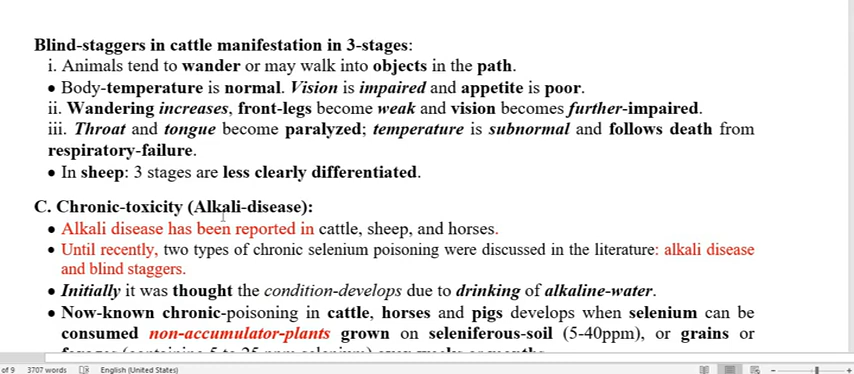 Blind-staggers in cattle manifestation in 3-stages:
i. Animals tend to wander or may walk into objects in the path.
• Body-temperature is normal. Vision is impaired and appetite is poor.
ii. Wandering increases, front-legs become weak and vision becomes further-impaired.
iii. Throat and tongue become paralyzed; temperature is subnormal and follows death from
respiratory-failure.
• In sheep: 3 stages are less clearly differentiated.
C. Chronic-toxicity (Alkali-disease):
• Alkali disease has been reported in cattle, sheep, and horses.
• Until recently, two types of chronic selenium poisoning were discussed in the literature: alkali disease
and blind staggers.
• Initially it was thought the condition-develops due to drinking of alkaline-water.
• Now-known chronic-poisoning in cattle, horses and pigs develops when selenium can be
consumed non-accumulator-plants grown on seleniferous-soil (5-40ppm), or grains or
of 9 3707 words English (United States)